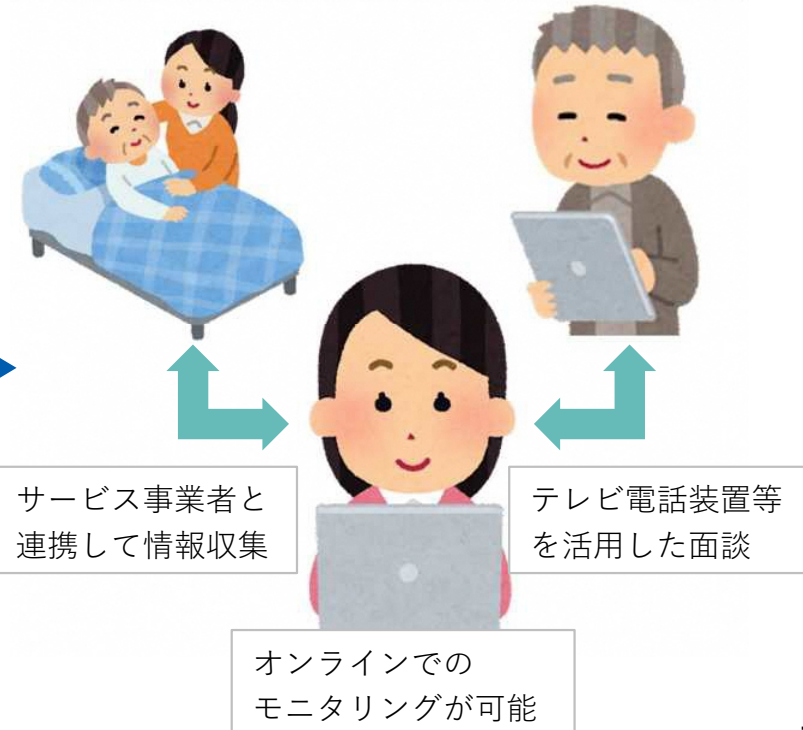 サービス事業者と
連携して情報収集
テレビ電話装置等
を活用した面談
オンラインでの
モニタリングが可能